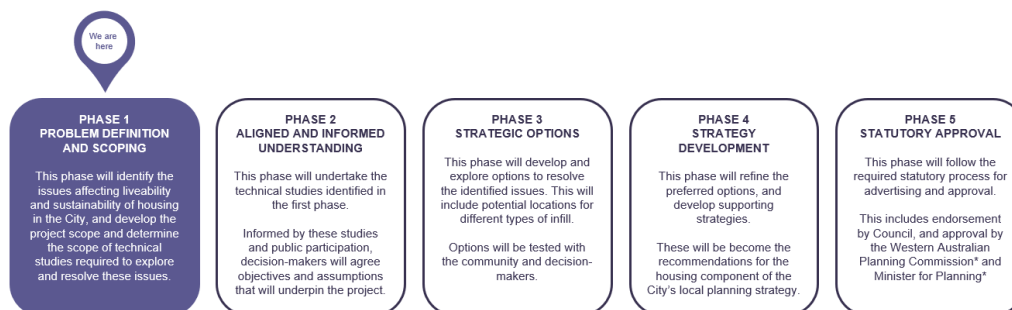 We are
here
PHASE 1
PROBLEM DEFINITION
AND SCOPING
This phase will identify the
issues affecting liveability
and sustainability of housing
in the City, and develop the
project scope and determine
the scope of technical
studies required to explore
and resolve these issues.
PHASE 2
ALIGNED AND INFORMED
UNDERSTANDING
This phase will undertake the
technical studies identified in
the first phase.
Informed by these studies
and public participation,
decision-makers will agree
objectives and assumptions
that will underpin the project.
PHASE 3
STRATEGIC OPTIONS
This phase will develop and
explore options to resolve
the identified issues. This will
include potential locations for
different types of infill.
Options will be tested with
the community and decision-
makers.
PHASE 4
STRATEGY
DEVELOPMENT
This phase will refine the
preferred options, and
develop supporting
strategies.
These will be become the
recommendations for the
housing component of the
City's local planning strategy.
PHASE 5
STATUTORY APPROVAL
This phase will follow the
required statutory process for
advertising and approval.
This includes endorsement
by Council, and approval by
the Western Australian
Planning Commission* and
Minister for Planning*